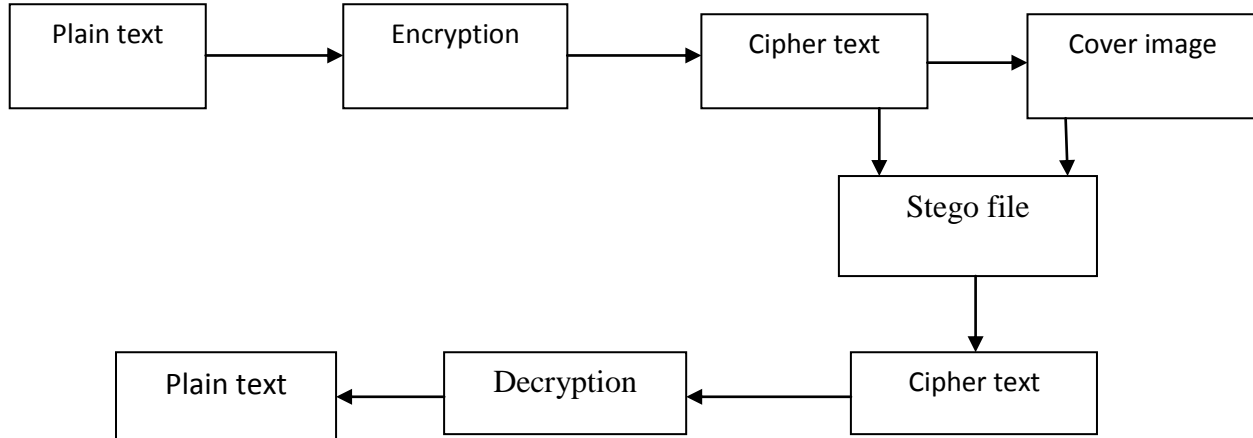 Plain text
Encryption
Cipher text
Cover image
Stego file
Plain text
Decryption
Cipher text